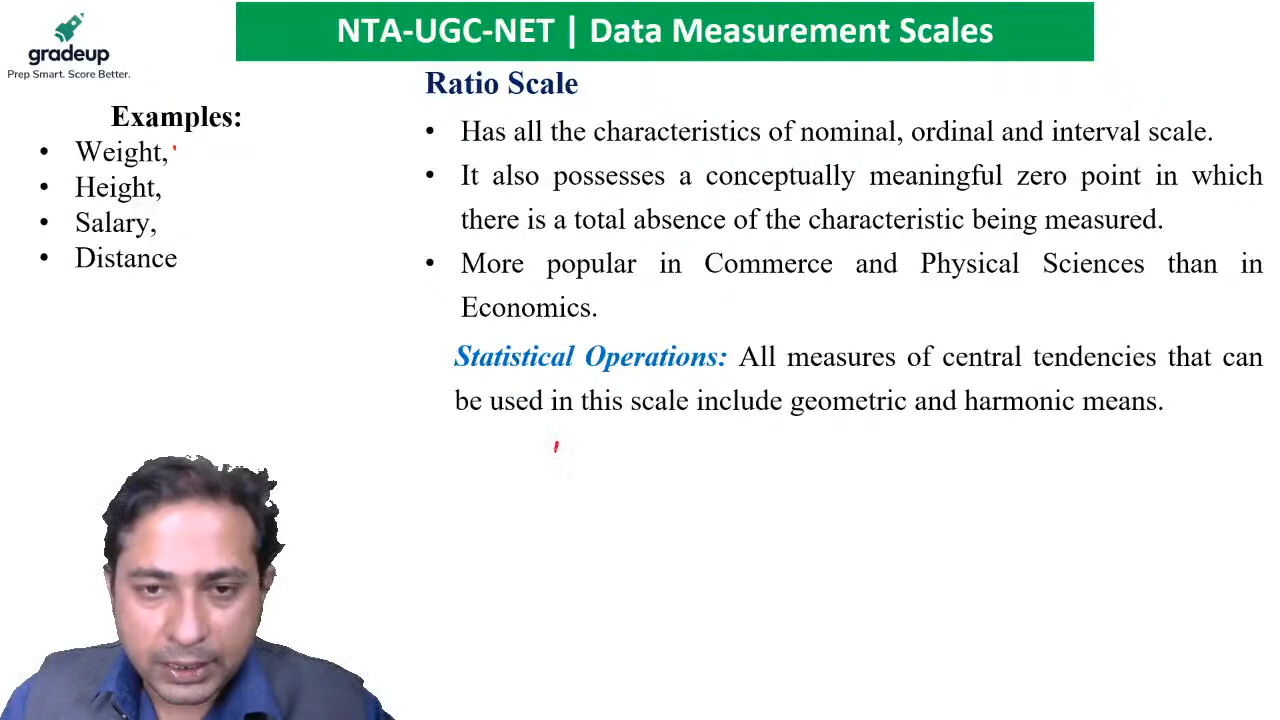 gradeup
Prep Smart. Score Better.
NTA-UGC-NET | Data Measurement Scales
Examples:
• Weight,
• Height,
• Salary,
• Distance
Ratio Scale
• Has all the characteristics of nominal, ordinal and interval scale.
• It also possesses a conceptually meaningful zero point in which
there is a total absence of the characteristic being measured.
• More popular in Commerce and Physical Sciences than in
Economics.
Statistical Operations: All measures of central tendencies that can
be used in this scale include geometric and harmonic means.